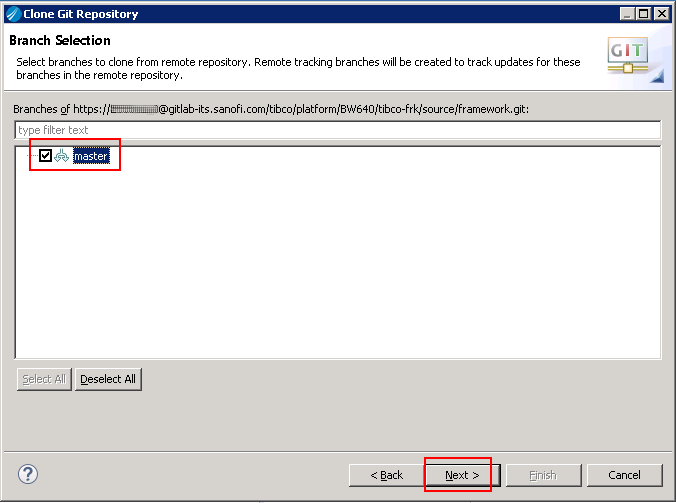 Clone Git Repository
Branch Selection
Select branches to clone from remote repository. Remote tracking branches will be created to track updates for these
branches in the remote repository.
GIT
Branches of https://@gitlab-its.sanofi.com/tibco/platform/BW640/tibco-frk/source/framework.git:
type filter text
master
Select All
Deselect All
?
< Back
Next >
Finish
Cancel